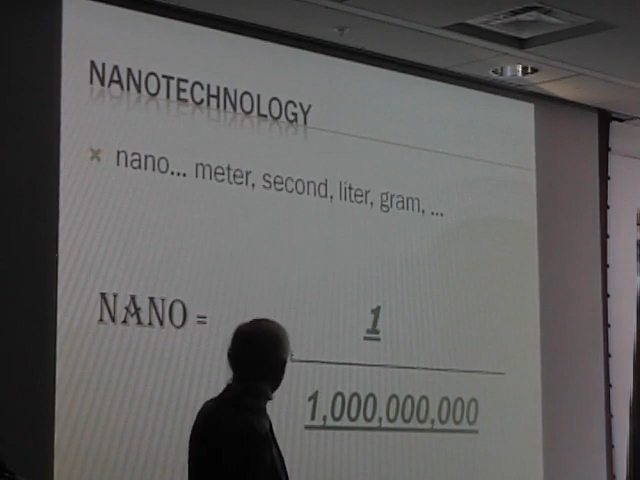 NANOTECHNOLOGY
nano... meter, second, liter, gram, ...
NANO =
1
1,000,000,000